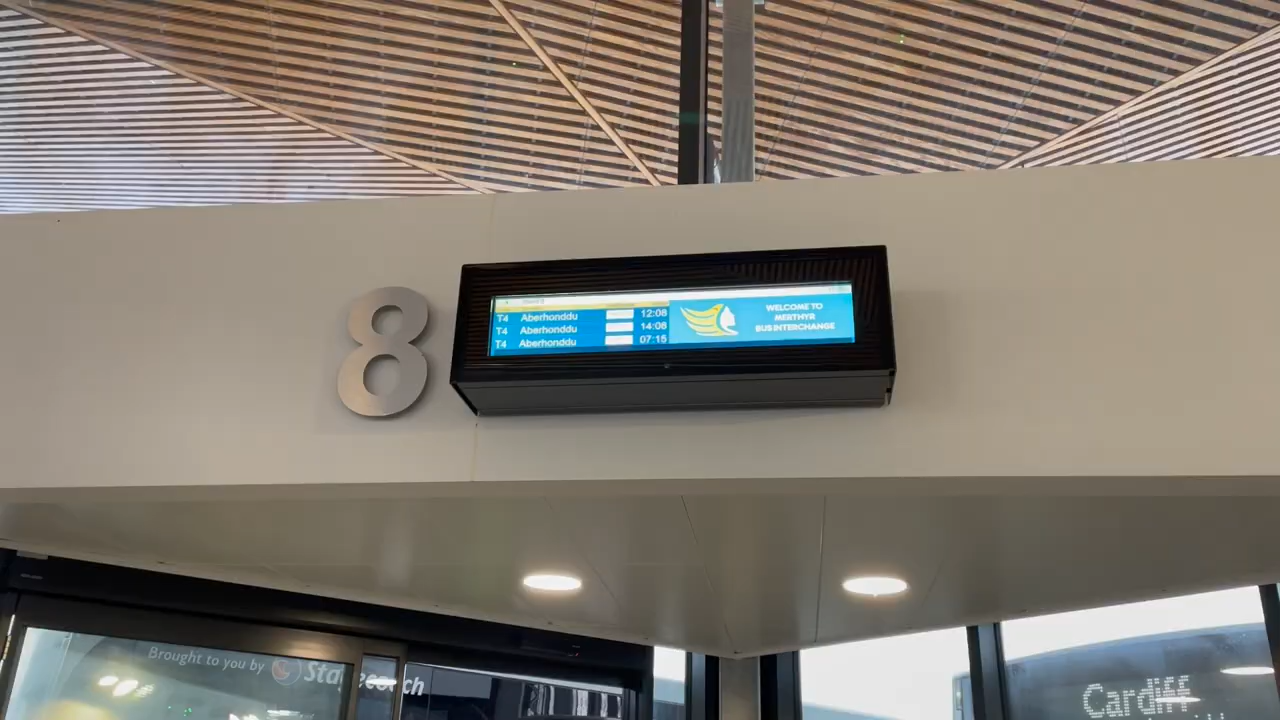 8
T4 Aberhonddu 12:08
T4 Aberhonddu 14:08
T4 Aberhonddu 07:15
WELCOME TO
MERTHYR
BUS INTERCHANGE
Brought to you by Stagecoach
Cardiff